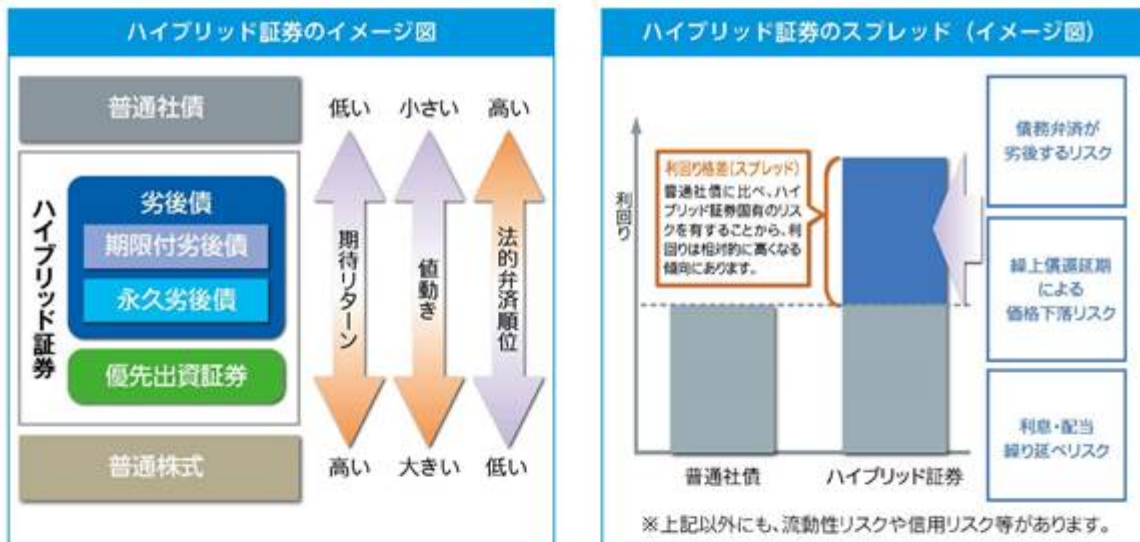 ハイブリッド証券のイメージ図
普通社債
ハイブリッド証券
劣後債
期限付劣後債
永久劣後債
優先出資証券
普通株式
低い
小さい
高い
期待リターン
値動き
法的弁済順位
高い
大きい
低い
ハイブリッド証券のスプレッド（イメージ図）
利回り
利回り格差(スプレッド)
普通社債に比べ、ハイ
ブリッド証券固有のリス
クを有することから、利
回りは相対的に高くなる
傾向にあります。
普通社債
ハイブリッド証券
債務弁済が
劣後するリスク
繰上償還延期
による
価格下落リスク
利息・配当
繰り延べリスク
※上記以外にも、流動性リスクや信用リスク等があります。